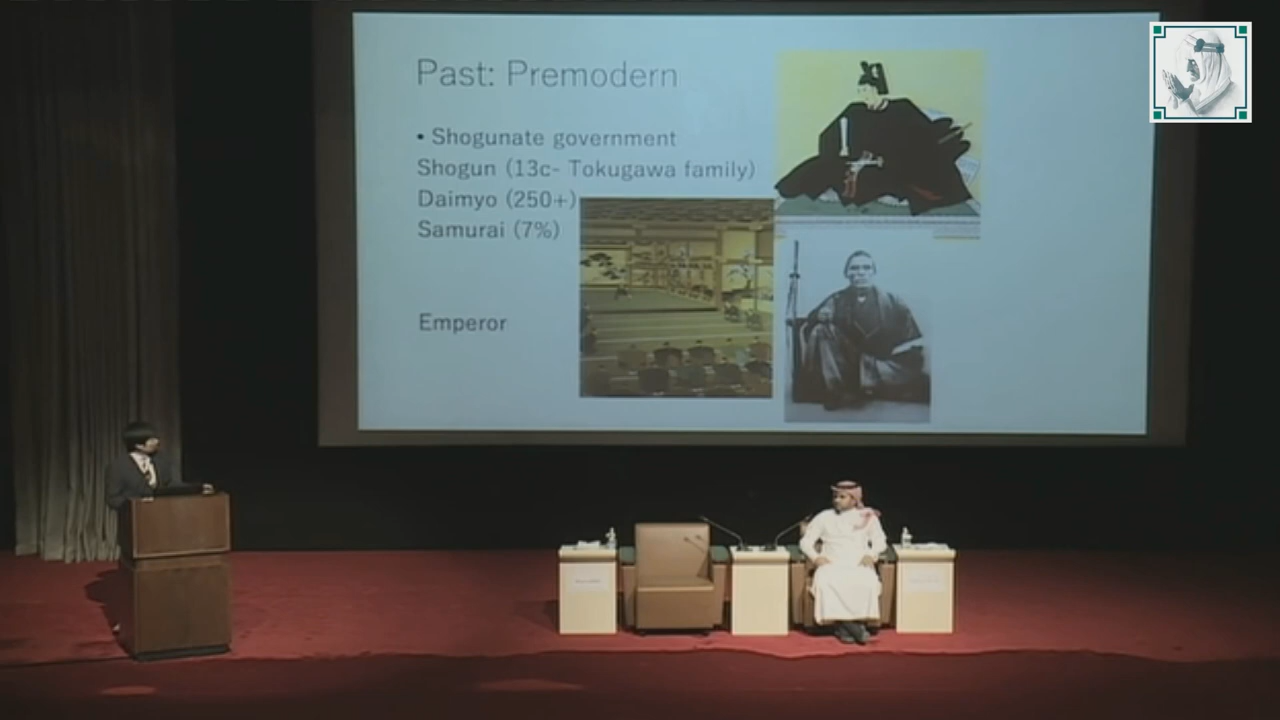 Past: Premodern
• Shogunate government
Shogun (13c- Tokugawa family)
Daimyo (250+)
Samurai (7%)
Emperor